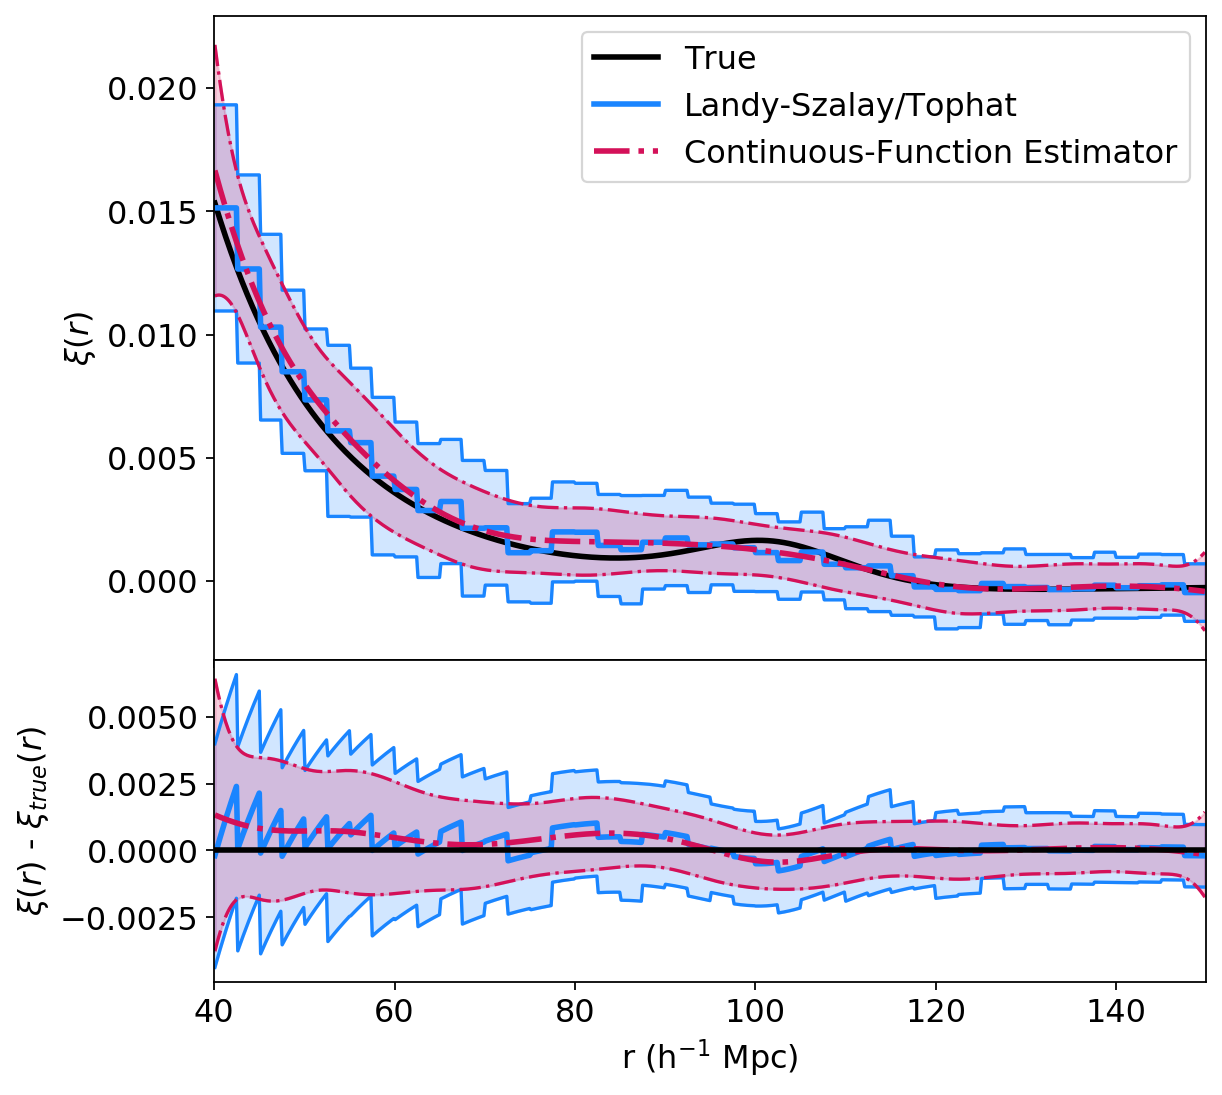 True
Landy-Szalay/Tophat
Continuous-Function Estimator
0.020
0.015
0.010
0.005
0.000
ξ(r)
0.0050
0.0025
0.0000
−0.0025
ξ(r) - ξ_true(r)
40 60 80 100 120 140
r (h⁻¹ Mpc)